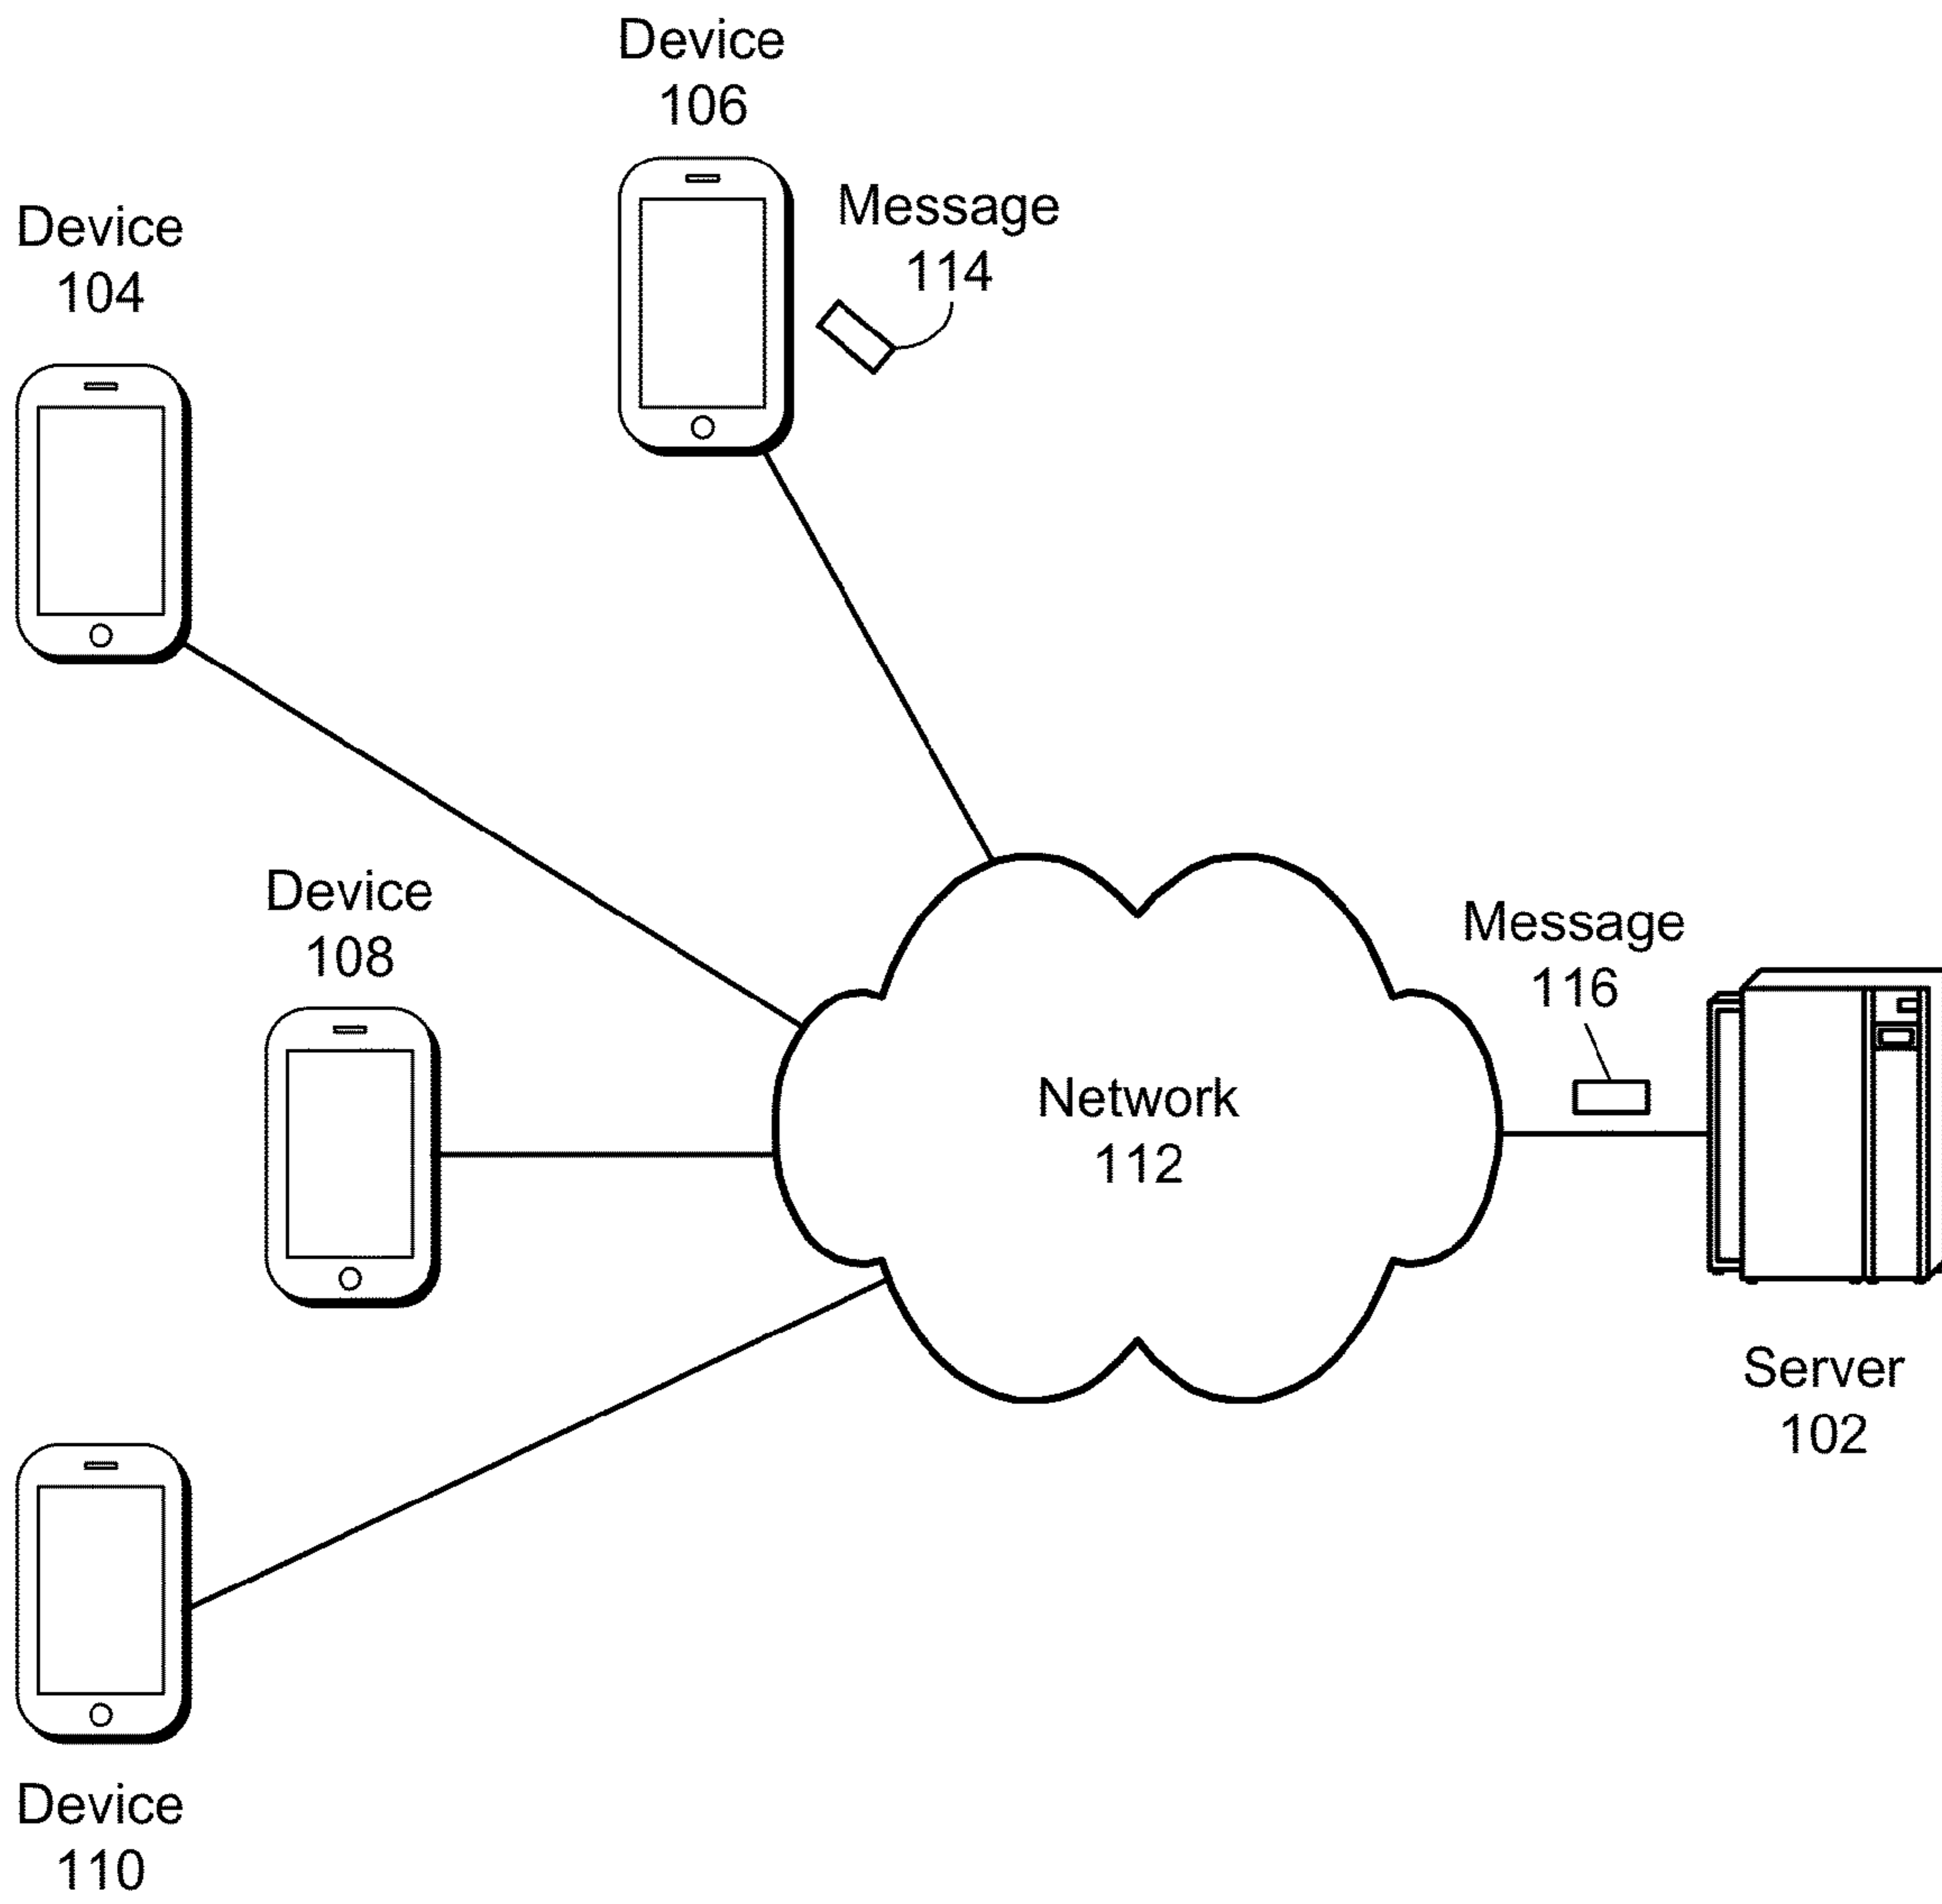 Device
106
Message
114
Device
104
Device
108
Message
116
Network
112
Server
102
Device
110